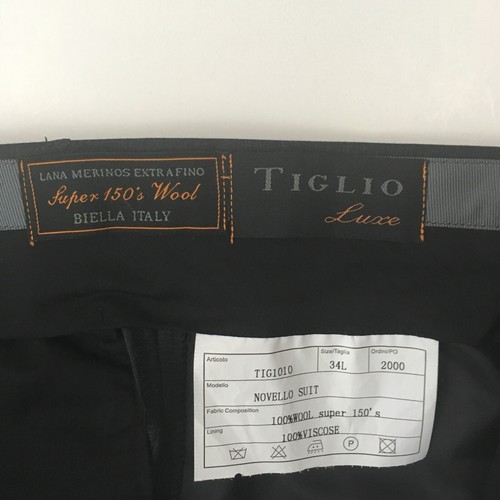 LANA MERINOS EXTRAFINO
Super 150's Wool
BIELLA ITALY
TIGLIO
Luxe
Articolo
TIG1010
Size/Taglia
34L
Ordine/PO
2000
Modello
NOVELLO SUIT
Fabric Composition
100%WOOL super 150's
Lining
100%VISCOSE
P